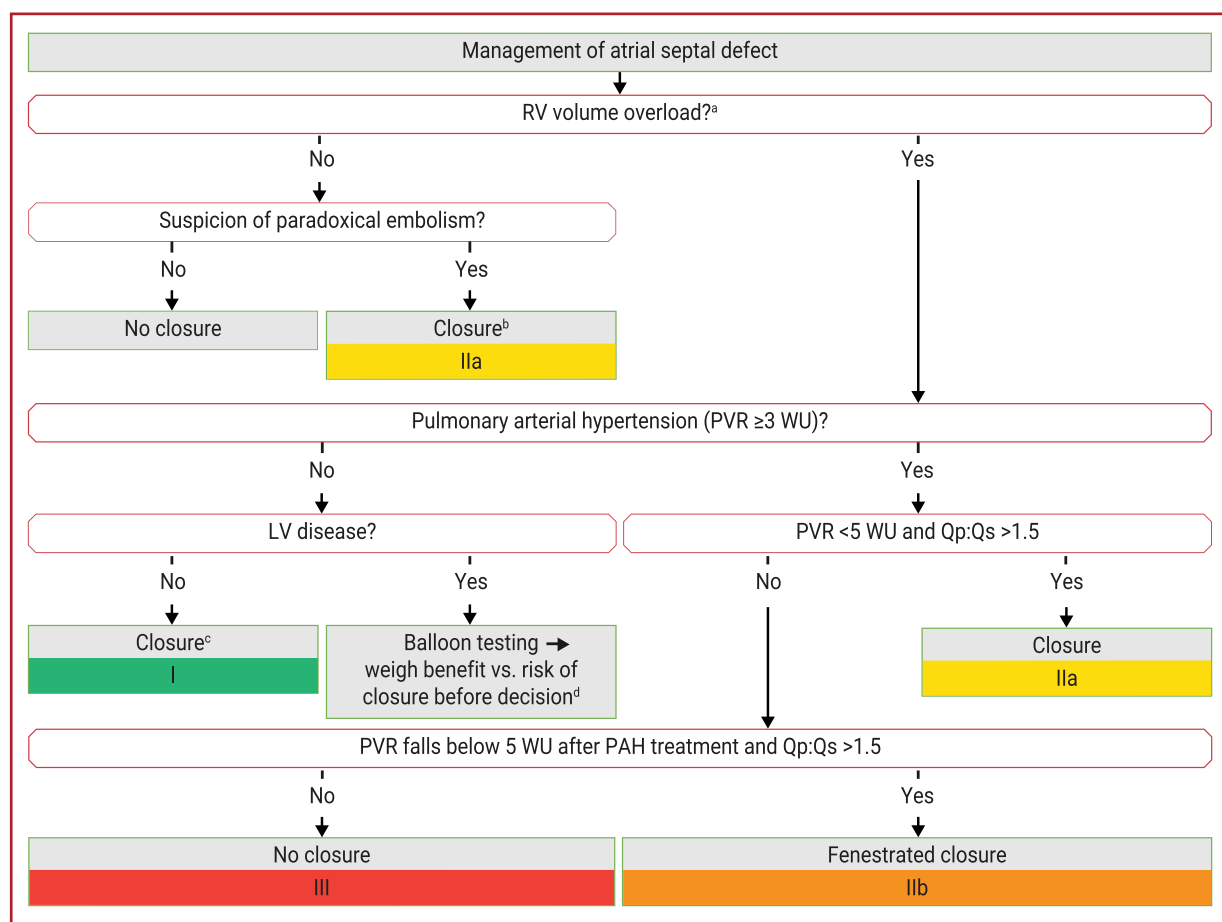 Management of atrial septal defect
RV volume overload?ᵃ
No
Yes
Suspicion of paradoxical embolism?
No
Yes
No closure
Closureᵇ
IIa
Pulmonary arterial hypertension (PVR ≥3 WU)?
No
Yes
LV disease?
PVR <5 WU and Qp:Qs >1.5
No
Yes
No
Yes
Closureᶜ
I
Balloon testing →
weigh benefit vs. risk of
closure before decisionᵈ
Closure
IIa
PVR falls below 5 WU after PAH treatment and Qp:Qs >1.5
No
Yes
No closure
III
Fenestrated closure
IIb